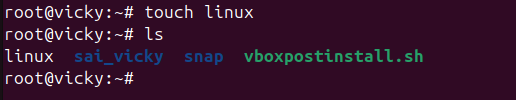 root@vicky:~# touch linux
root@vicky:~# ls
linux  sai_vicky  snap  vboxpostinstall.sh
root@vicky:~#